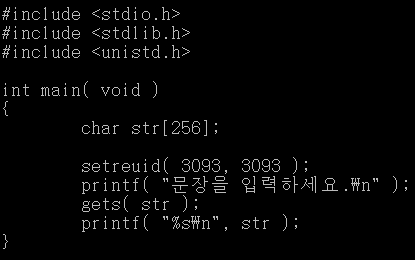 #include <stdio.h>
#include <stdlib.h>
#include <unistd.h>
int main( void )
{
char str[256];
setreuid( 3093, 3093 );
printf( "문장을 입력하세요.₩n" );
gets( str );
printf( "%s₩n", str );
}